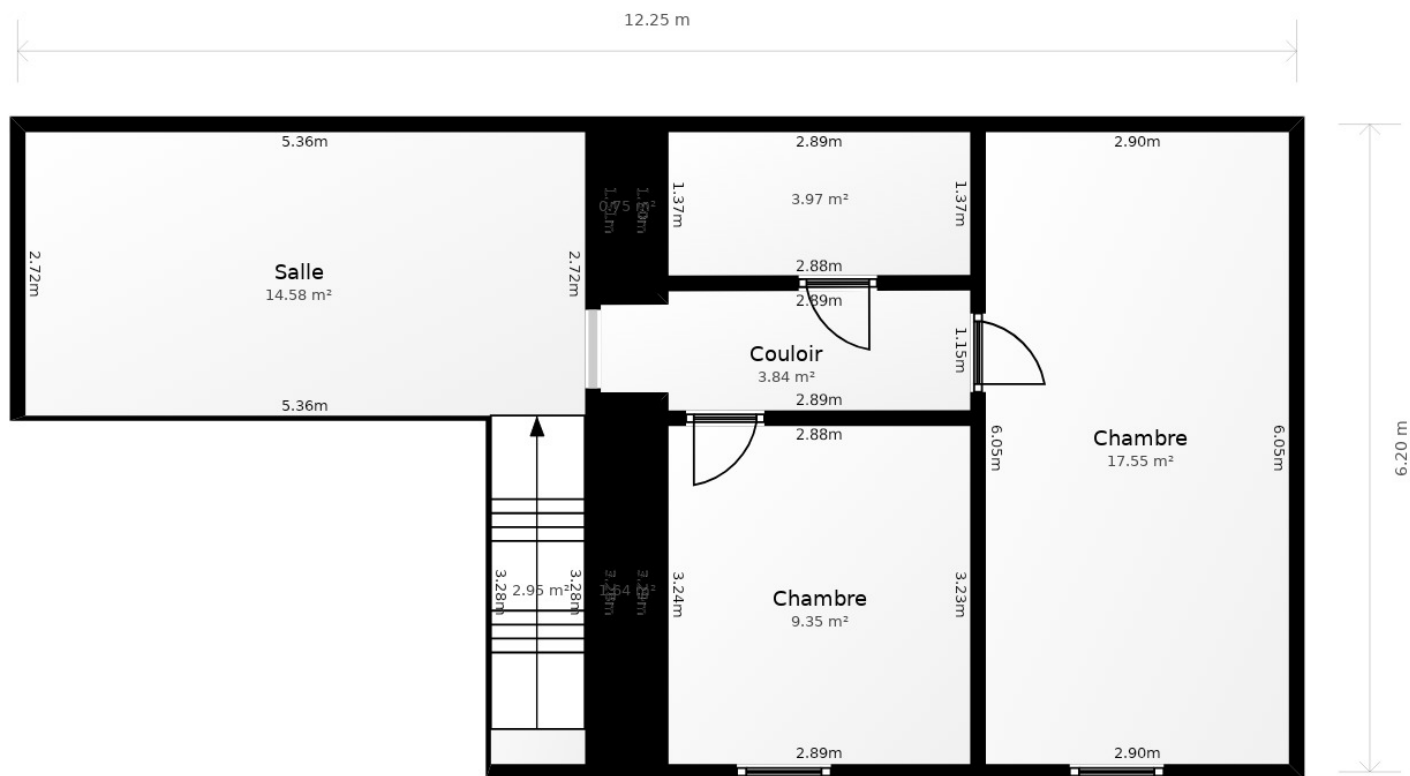 12.25 m
5.36m
2.89m
2.90m
1.37m
1.37m
3.97 m²
2.72m
2.72m
Salle
14.58 m²
2.88m
2.89m
1.15m
Couloir
3.84 m²
5.36m
2.89m
2.88m
6.05m
6.05m
Chambre
17.55 m²
6.20 m
3.28m
2.95 m²
3.28m
3.24m
3.23m
Chambre
9.35 m²
2.89m
2.90m